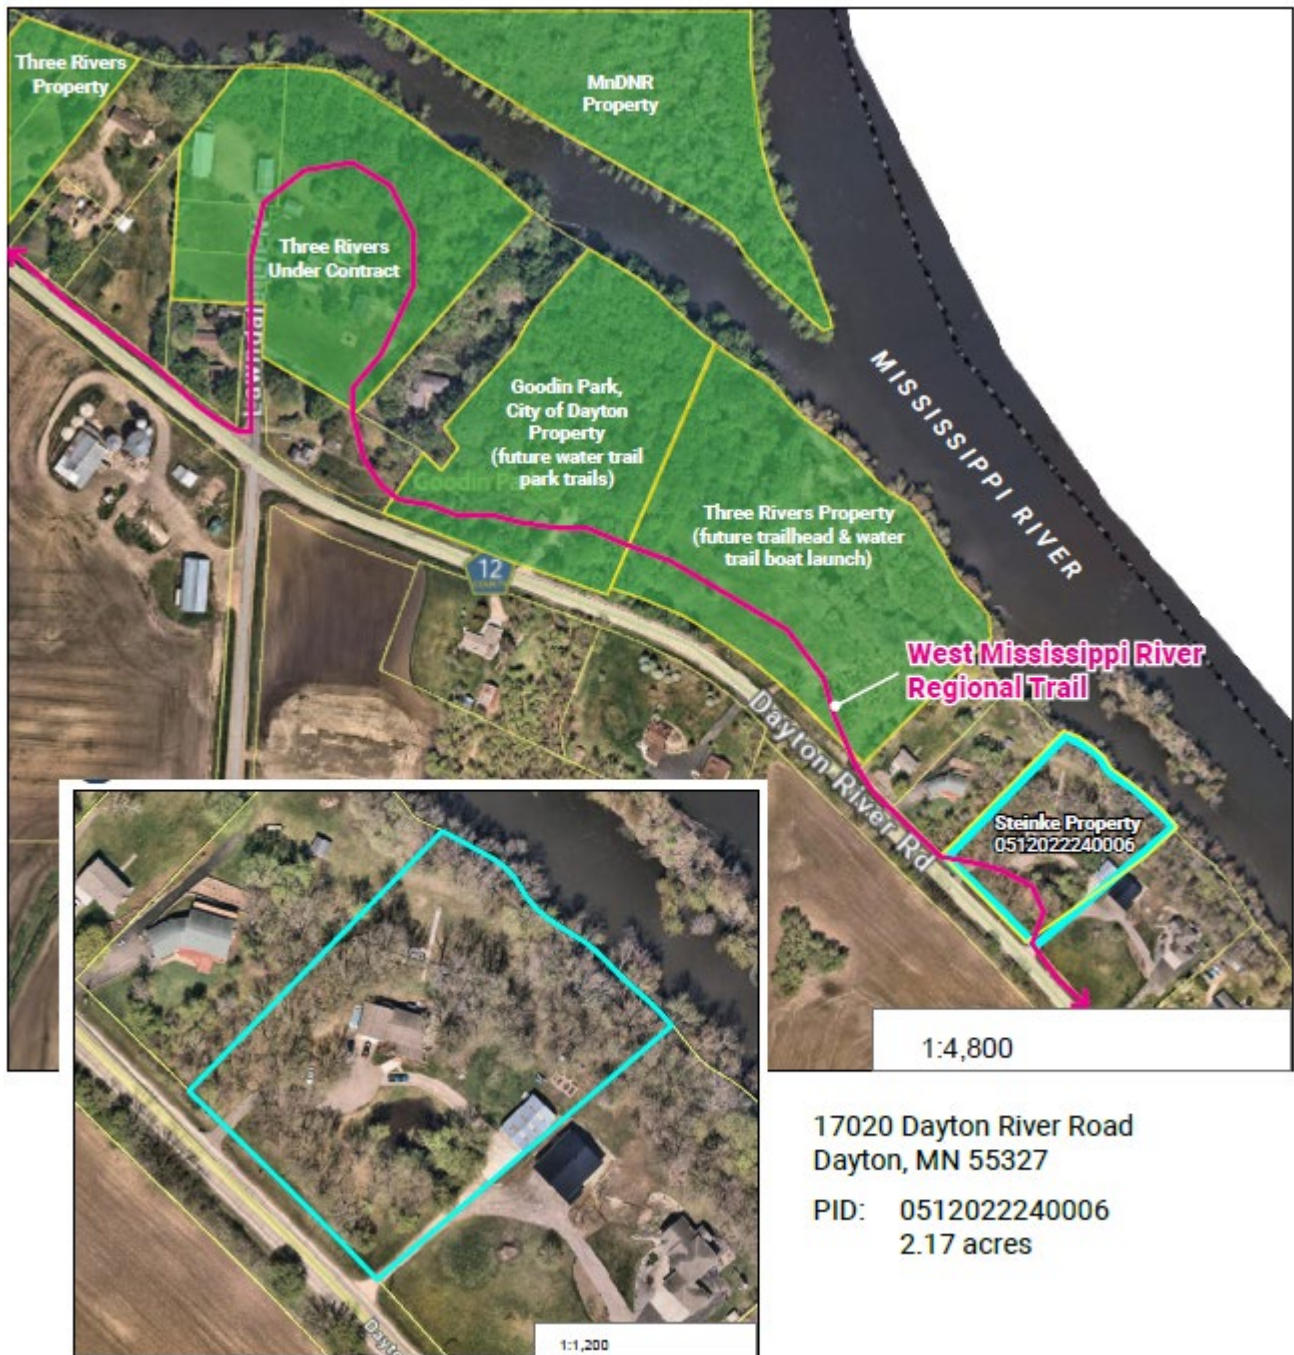 Three Rivers
Property
MnDNR
Property
Three Rivers
Under Contract
Goodin Park,
City of Dayton
Property
(future water trail
park trails)
Three Rivers Property
(future trailhead & water
trail boat launch)
MISSISSIPPI RIVER
12
West Mississippi River
Regional Trail
Dayton River Rd
Steinke Property
0512022240006
1:4,800
17020 Dayton River Road
Dayton, MN 55327
PID: 0512022240006
2.17 acres
1:1,200